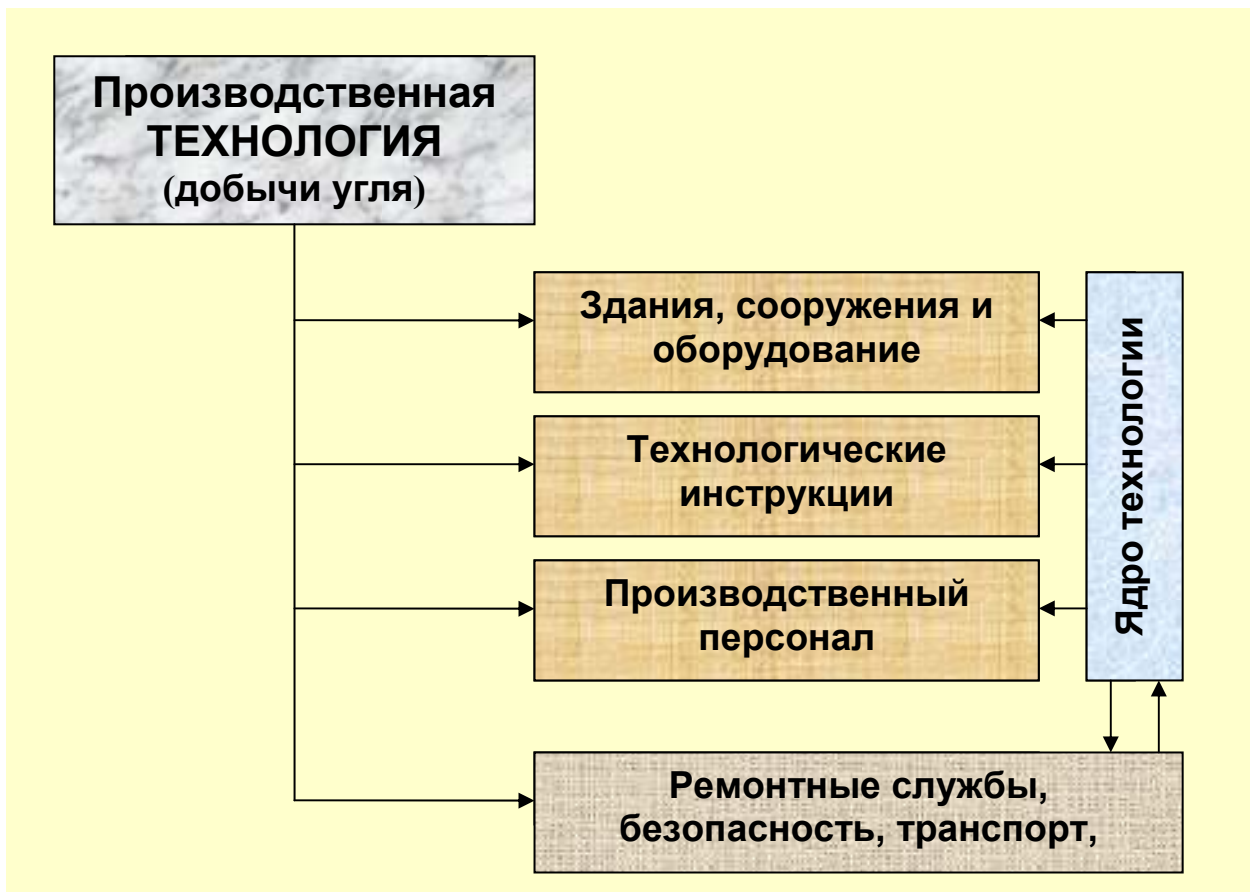 Производственная
ТЕХНОЛОГИЯ
(добычи угля)
Здания, сооружения и
оборудование
Технологические
инструкции
Производственный
персонал
Ядро технологии
Ремонтные службы,
безопасность, транспорт,